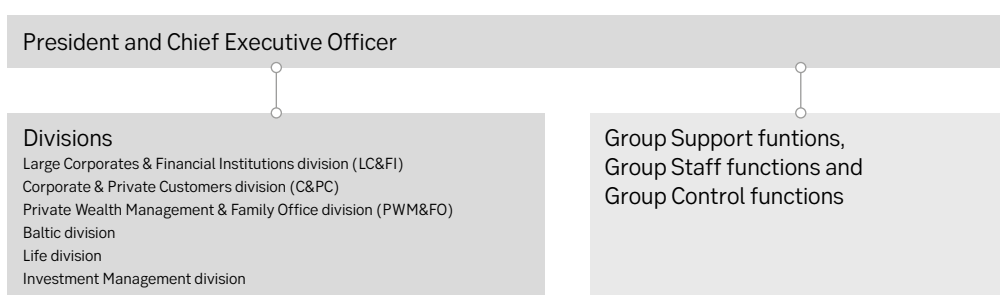 President and Chief Executive Officer
Divisions
Large Corporates & Financial Institutions division (LC&FI)
Corporate & Private Customers division (C&PC)
Private Wealth Management & Family Office division (PWM&FO)
Baltic division
Life division
Investment Management division
Group Support funtions,
Group Staff functions and
Group Control functions